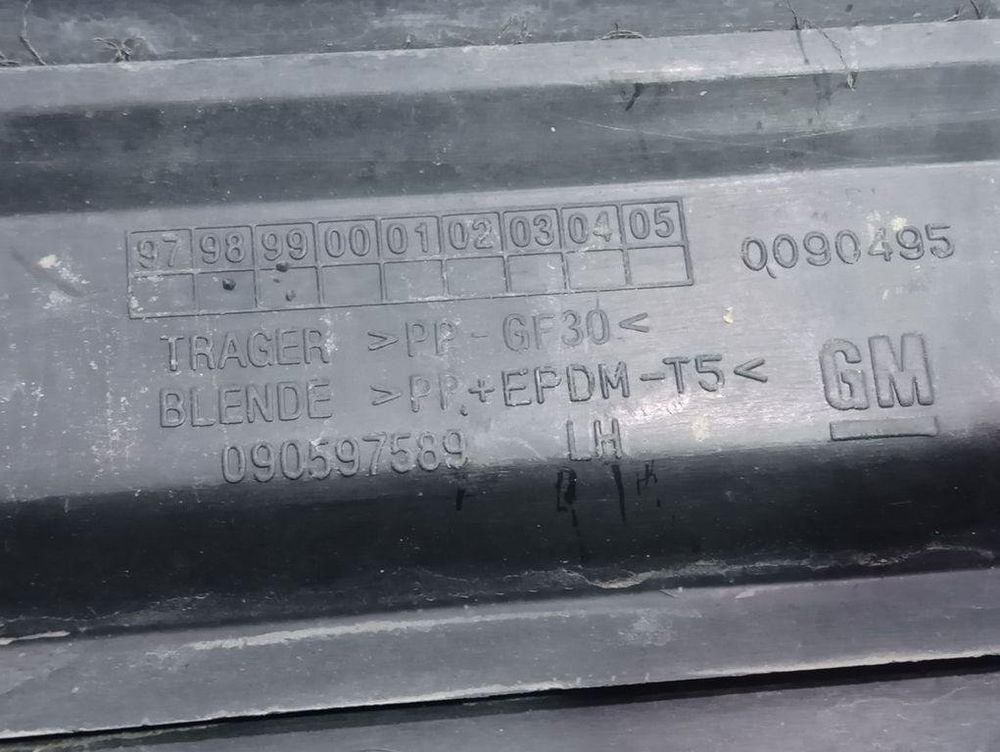 97 98 99 00 01 02 03 04 05
0090495
TRAGER >PP-GF30<
BLENDE >PP+EPDM-T5<
GM
090597589 LH